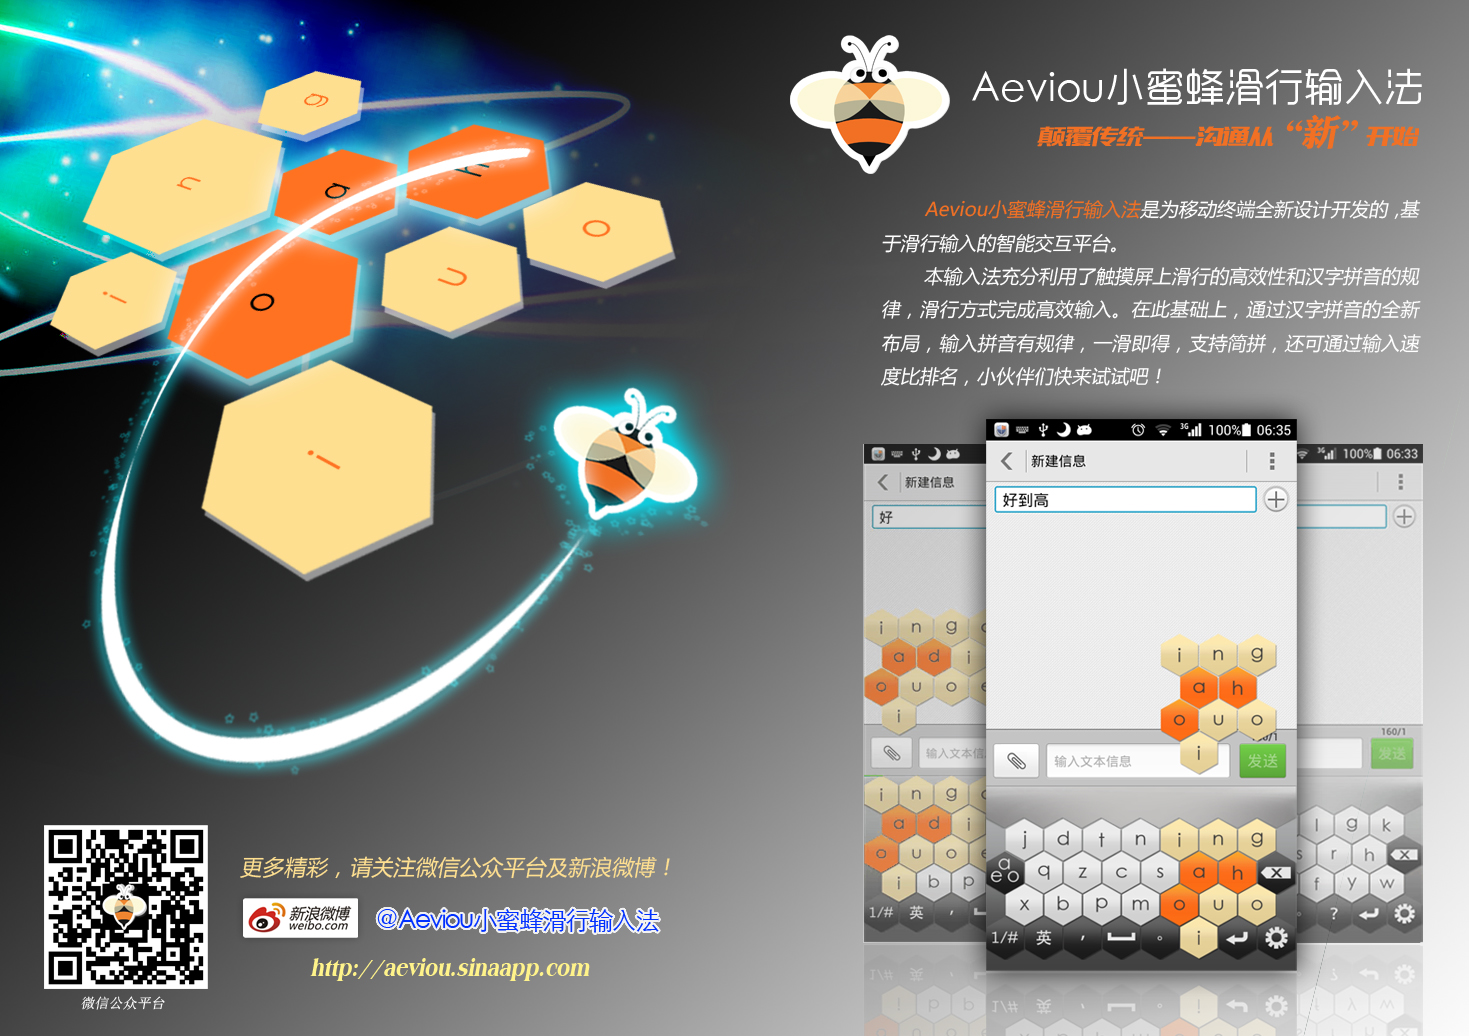 Aeviou小蜜蜂滑行输入法
颠覆传统——沟通从“新”开始
Aeviou小蜜蜂滑行输入法是为移动终端全新设计开发的,基
于滑行输入的智能交互平台。
本输入法充分利用了触摸屏上滑行的高效性和汉字拼音的规
律，滑行方式完成高效输入。在此基础上，通过汉字拼音的全新
布局，输入拼音有规律，一滑即得，支持简拼，还可通过输入速
度比排名，小伙伴们快来试试吧！
g
n a h
i o u o
i
3G 100% 06:33
新建信息
好
i n g
a d i
o u o e
i
160/1
输入文本信
发送
i n g
a d i
o u o e
i b p
1/# 英 ，
3G 100% 06:35
新建信息
好到高
i n g
a h
o u o
i
输入文本信息
发送
j d t n i n g
a e o q z c s a h
x b p m o u o
1/# 英 ， 。 i
l g k
s r h
f y w
?
更多精彩，请关注微信公众平台及新浪微博！
新浪微博
weibo.com
@Aeviou小蜜蜂滑行输入法
http://aeviou.sinaapp.com
微信公众平台